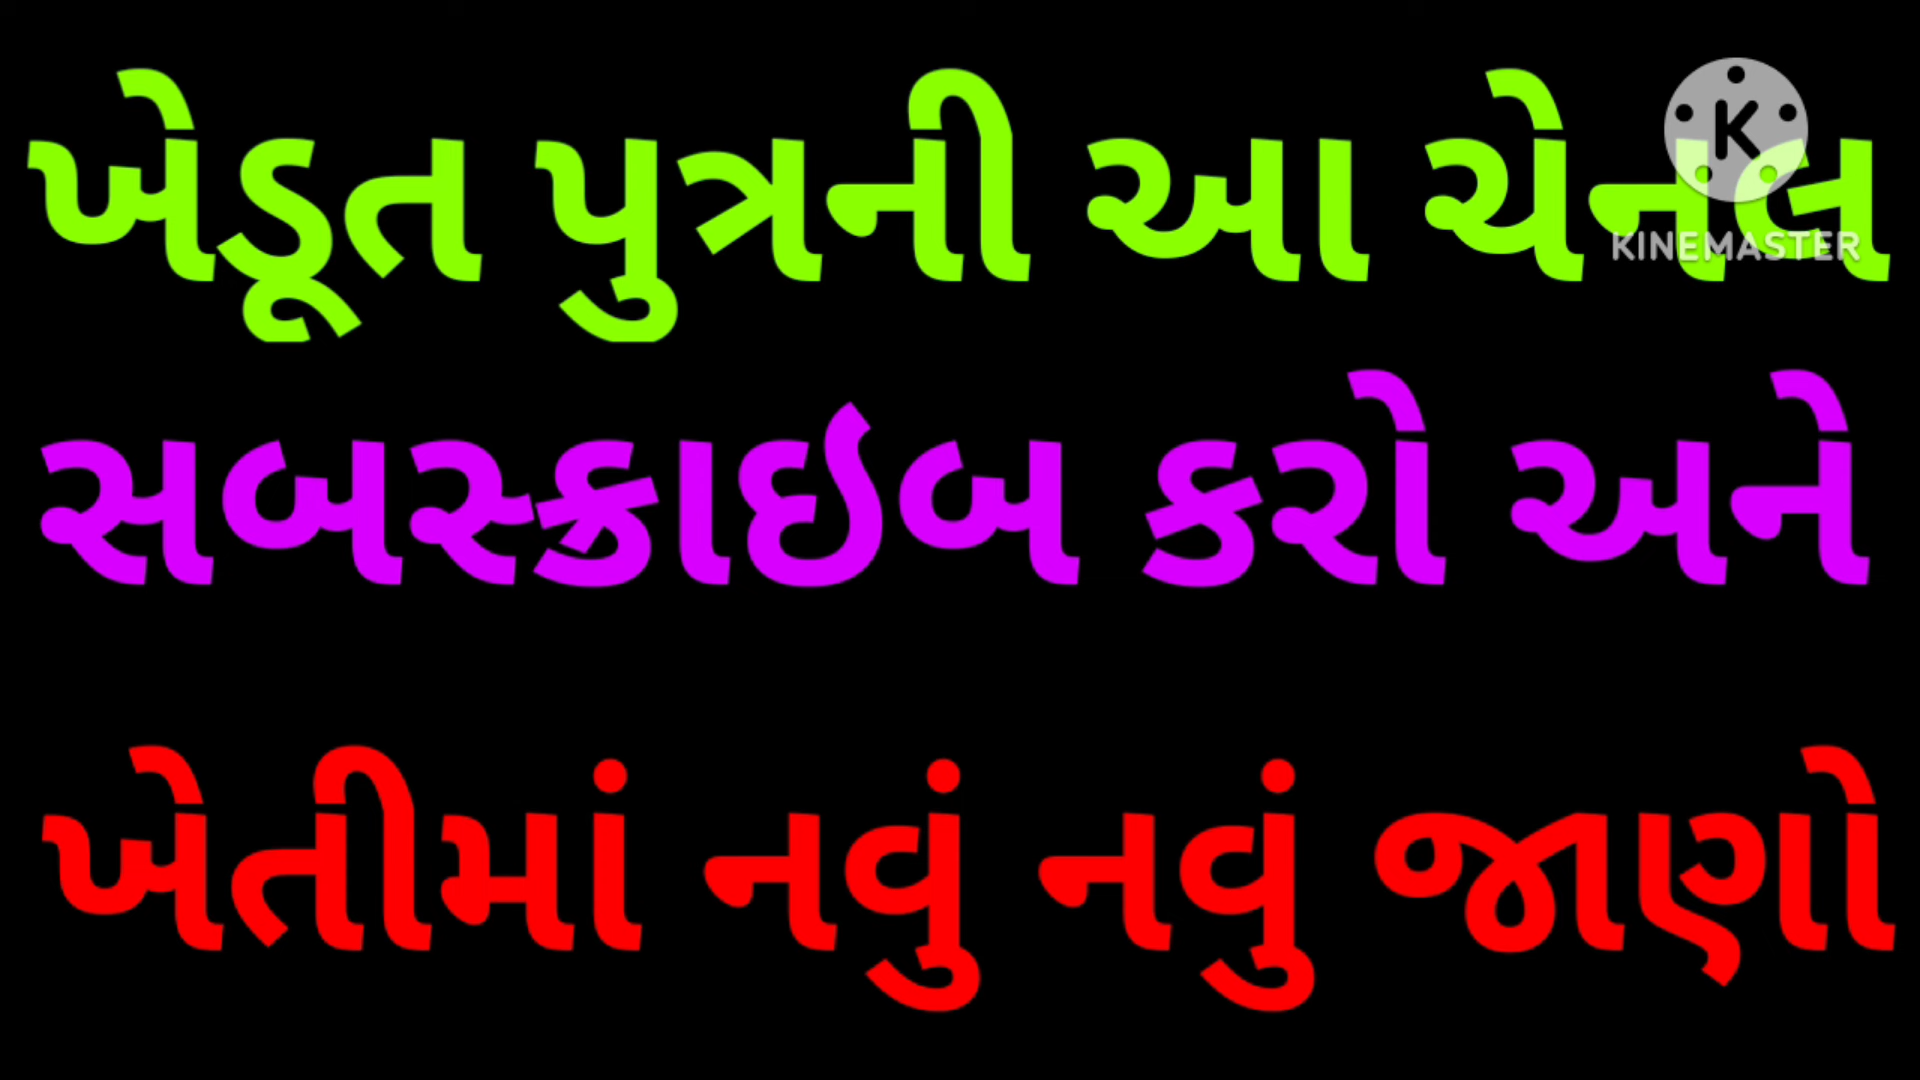 ખેડૂત પુત્રની આ ચેનલ
KINEMASTER
સબસ્ક્રાઇબ કરો અને
ખેતીમાં નવું નવું જાણો